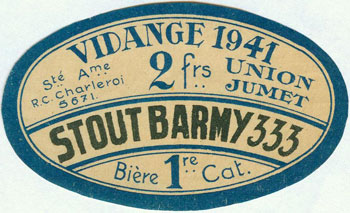 VIDANGE 1941
Sté Ame
R.C. Charleroi
5671.
2 frs
UNION
JUMET
STOUT BARMY 333
Bière 1re Cat.